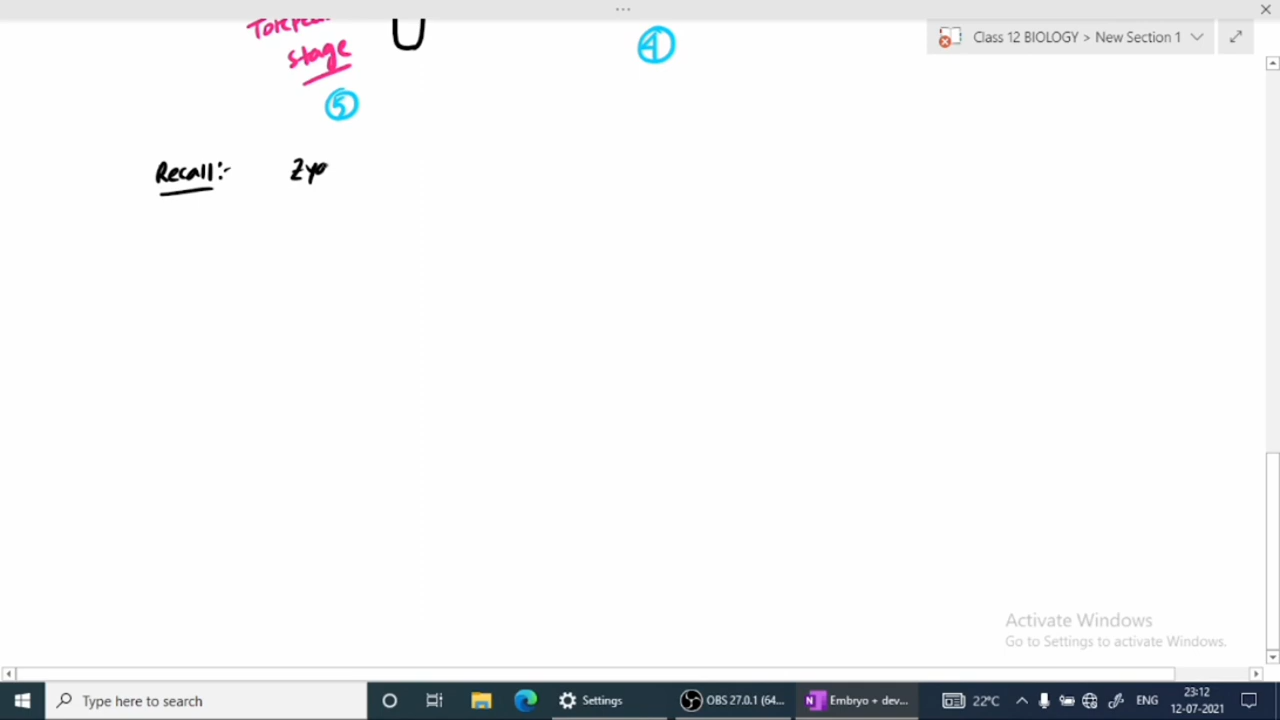 ...
Class 12 BIOLOGY > New Section 1
stage
4
5
Recall:-
Activate Windows
Go to Settings to activate Windows.
Type here to search
Settings
OBS 27.0.1 (64...
Embryo + dev...
22°C
ENG
23:12
12-07-2021